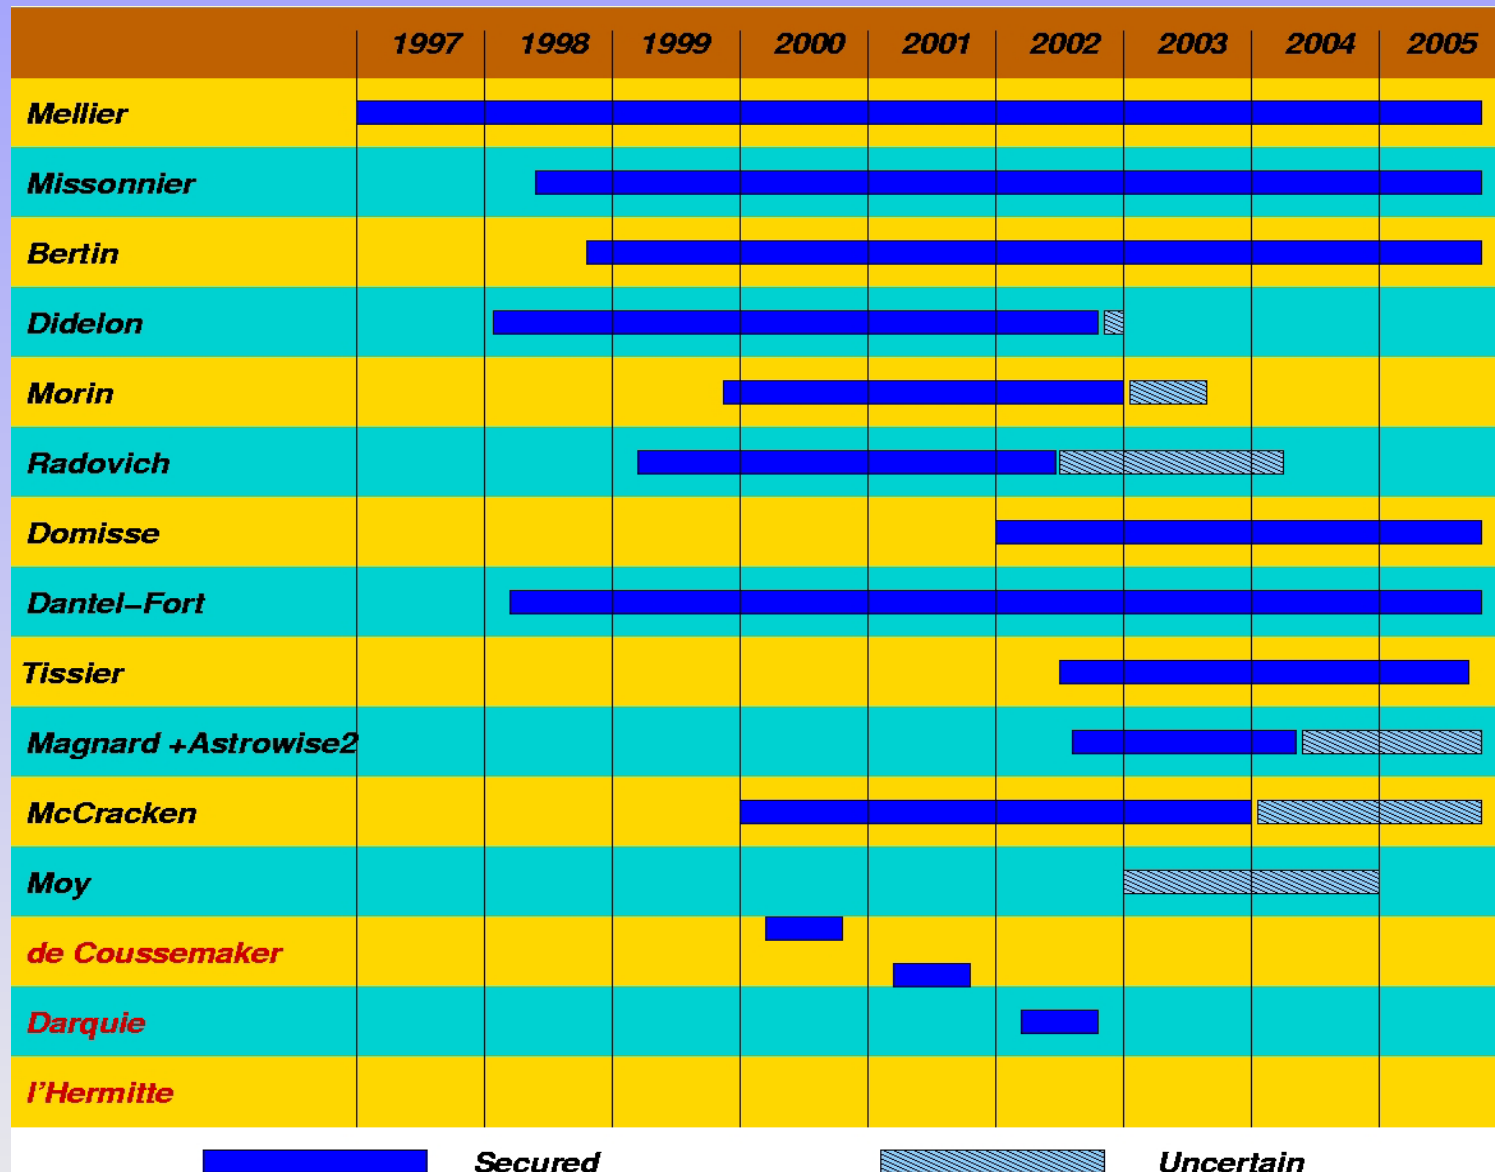 1997 1998 1999 2000 2001 2002 2003 2004 2005
Mellier
Missonnier
Bertin
Didelon
Morin
Radovich
Domisse
Dantel–Fort
Tissier
Magnard +Astrowise2
McCracken
Moy
de Coussemaker
Darquie
l'Hermitte
Secured Uncertain